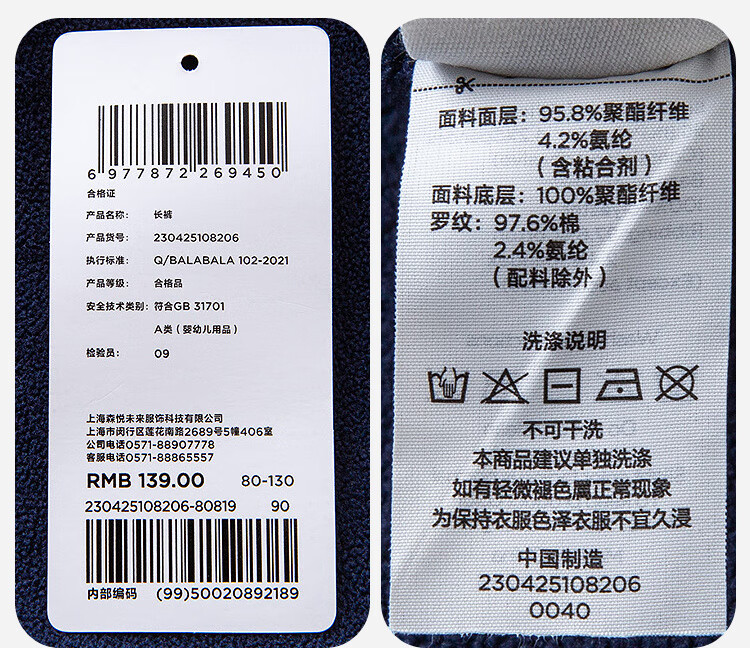 6 977872 269450
合格证
产品名称: 长裤
产品货号: 230425108206
执行标准: Q/BALABALA 102-2021
产品等级: 合格品
安全技术类别: 符合GB 31701
A类（婴幼儿用品）
检验员: 09
上海森悦未来服饰科技有限公司
上海市闵行区莲花南路2689号5幢406室
公司电话0571-88907778
客服电话0571-88865557
RMB 139.00 80-130
230425108206-80819 90
内部编码 (99)50020892189
面料面层: 95.8%聚酯纤维
4.2%氨纶
（含粘合剂）
面料底层: 100%聚酯纤维
罗纹: 97.6%棉
2.4%氨纶
（配料除外）
洗涤说明
不可干洗
本商品建议单独洗涤
如有轻微褪色属正常现象
为保持衣服色泽衣服不宜久浸
中国制造
230425108206
0040